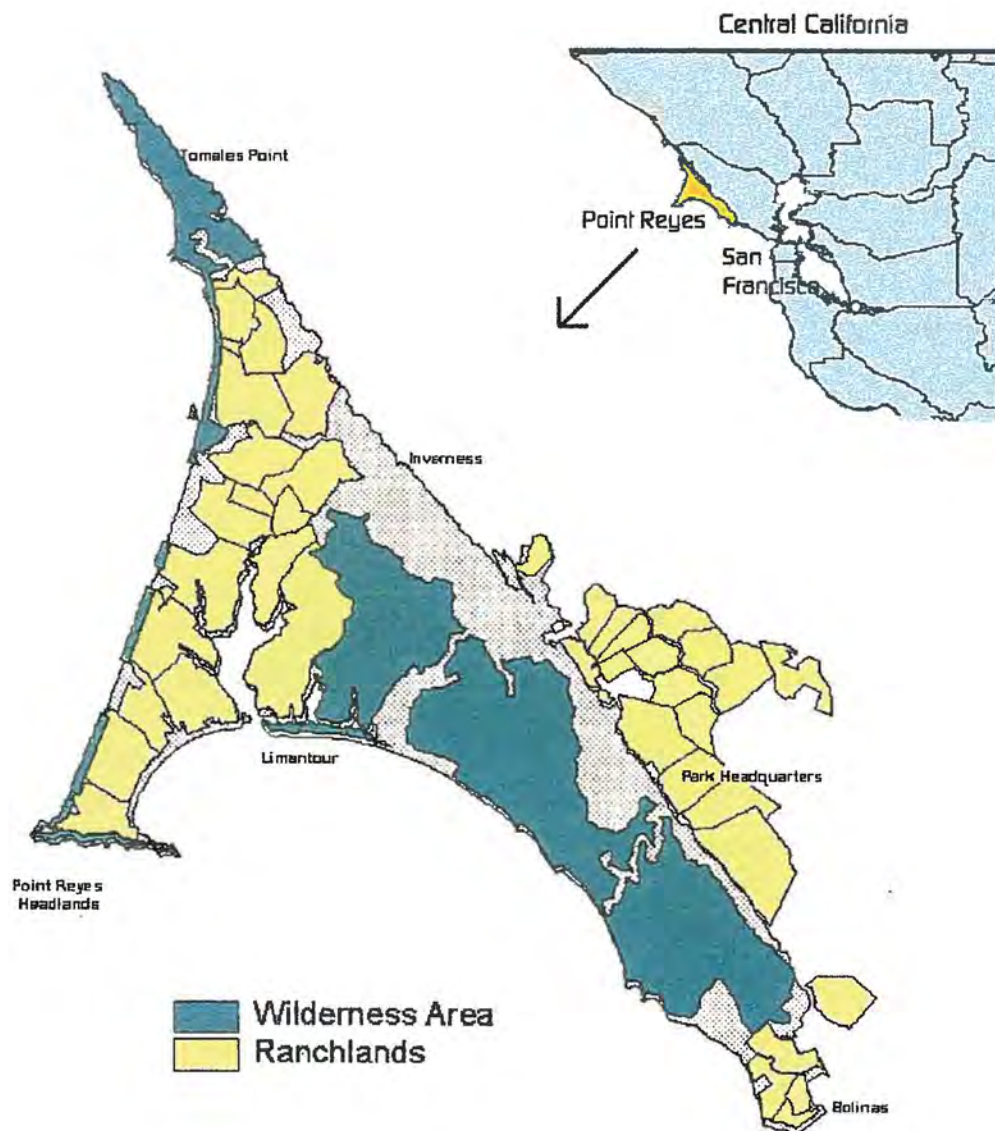 Central California
Tomales Point
Point Reyes
San
Francisco
Inverness
Limantour
Park Headquarters
Point Reyes
Headlands
Wilderness Area
Ranchlands
Bolinas